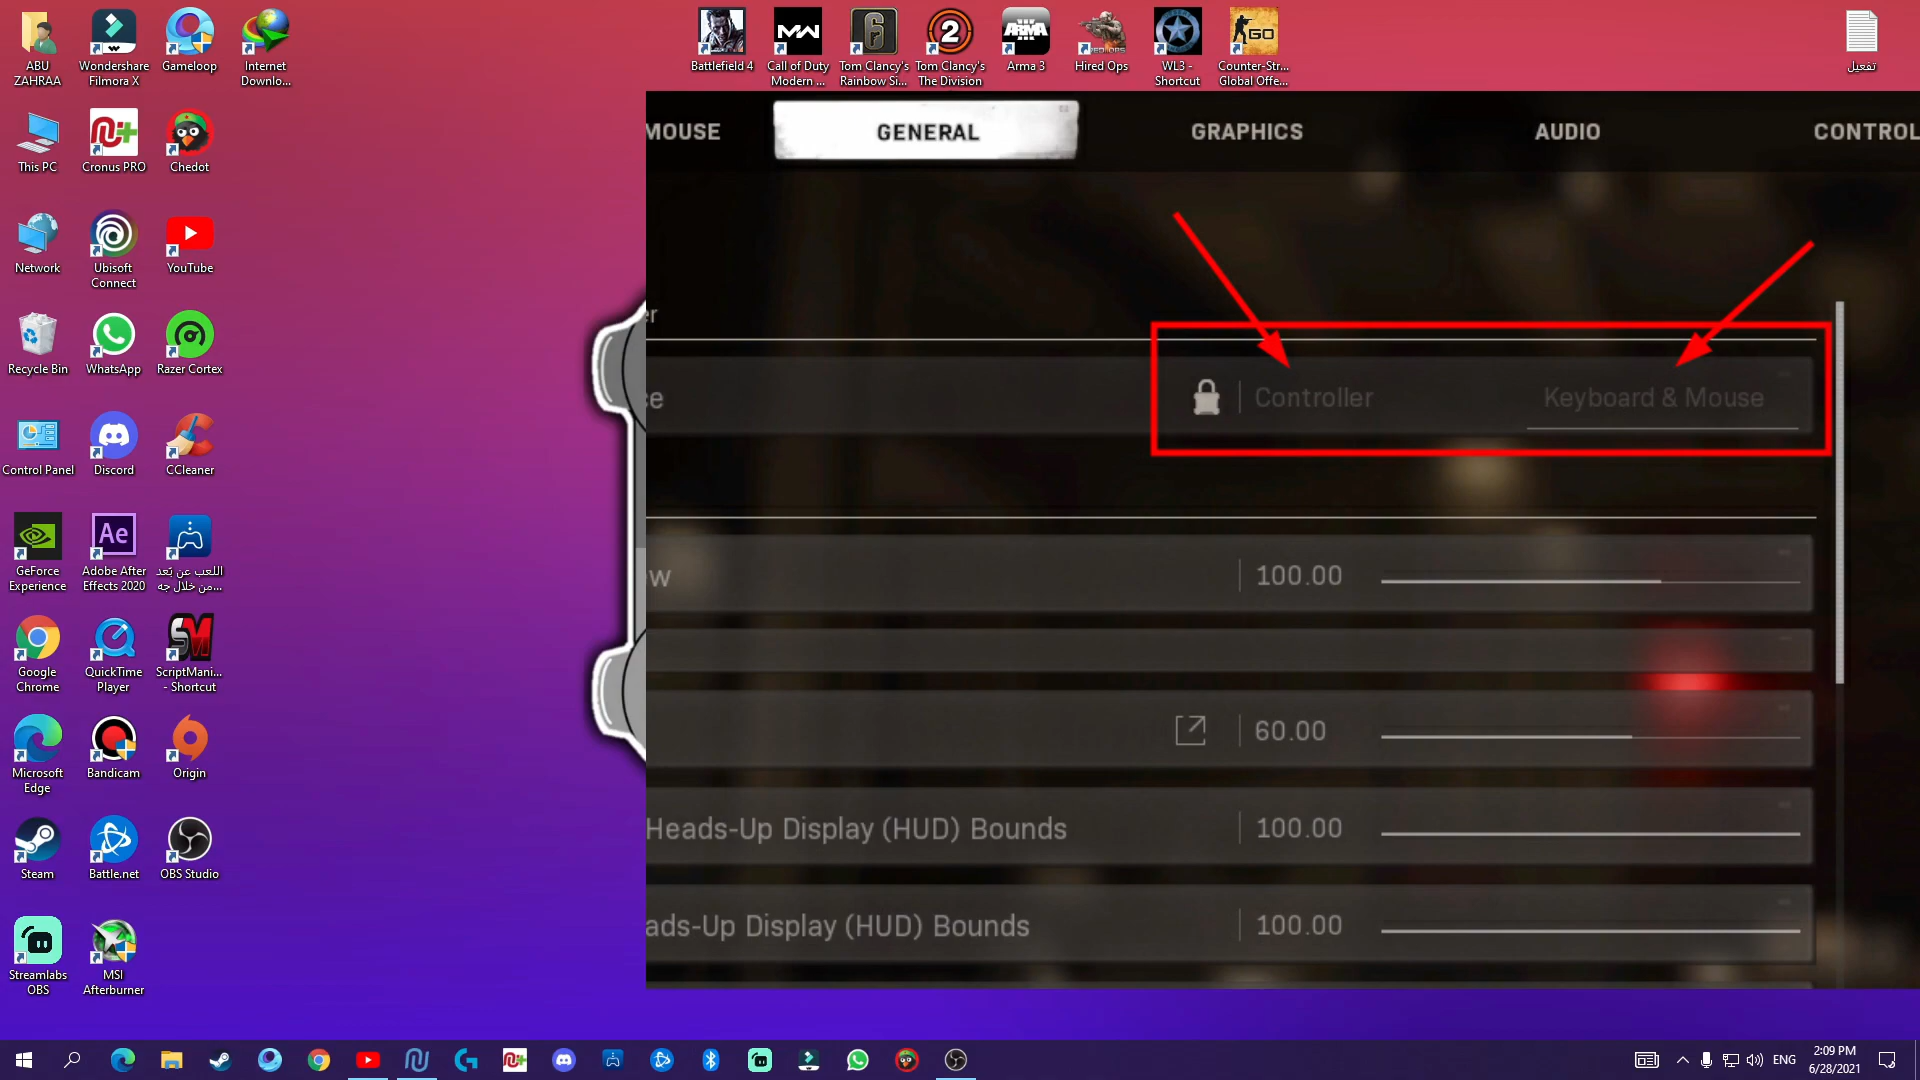 ABU
ZAHRAA
Wondershare
Filmora X
Gameloop
Internet
Downlo...
Battlefield 4
Call of Duty
Modern ...
Tom Clancy's
Rainbow Si...
Tom Clancy's
The Division
Arma 3
Hired Ops
WL3 -
Shortcut
Counter-Str...
Global Offe...
تفعيل
This PC
Cronus PRO
Chedot
Network
Ubisoft
Connect
YouTube
Recycle Bin
WhatsApp
Razer Cortex
Control Panel
Discord
CCleaner
GeForce
Experience
Adobe After
Effects 2020
اللعب عن بُعد
من خلال جه...
Google
Chrome
QuickTime
Player
ScriptMani...
- Shortcut
Microsoft
Edge
Bandicam
Origin
Steam
Battle.net
OBS Studio
Streamlabs
OBS
MSI
Afterburner
MOUSE
GENERAL
GRAPHICS
AUDIO
CONTROL
er
ce
Controller
Keyboard & Mouse
ew
100.00
60.00
Heads-Up Display (HUD) Bounds
100.00
ads-Up Display (HUD) Bounds
100.00
ENG
2:09 PM
6/28/2021